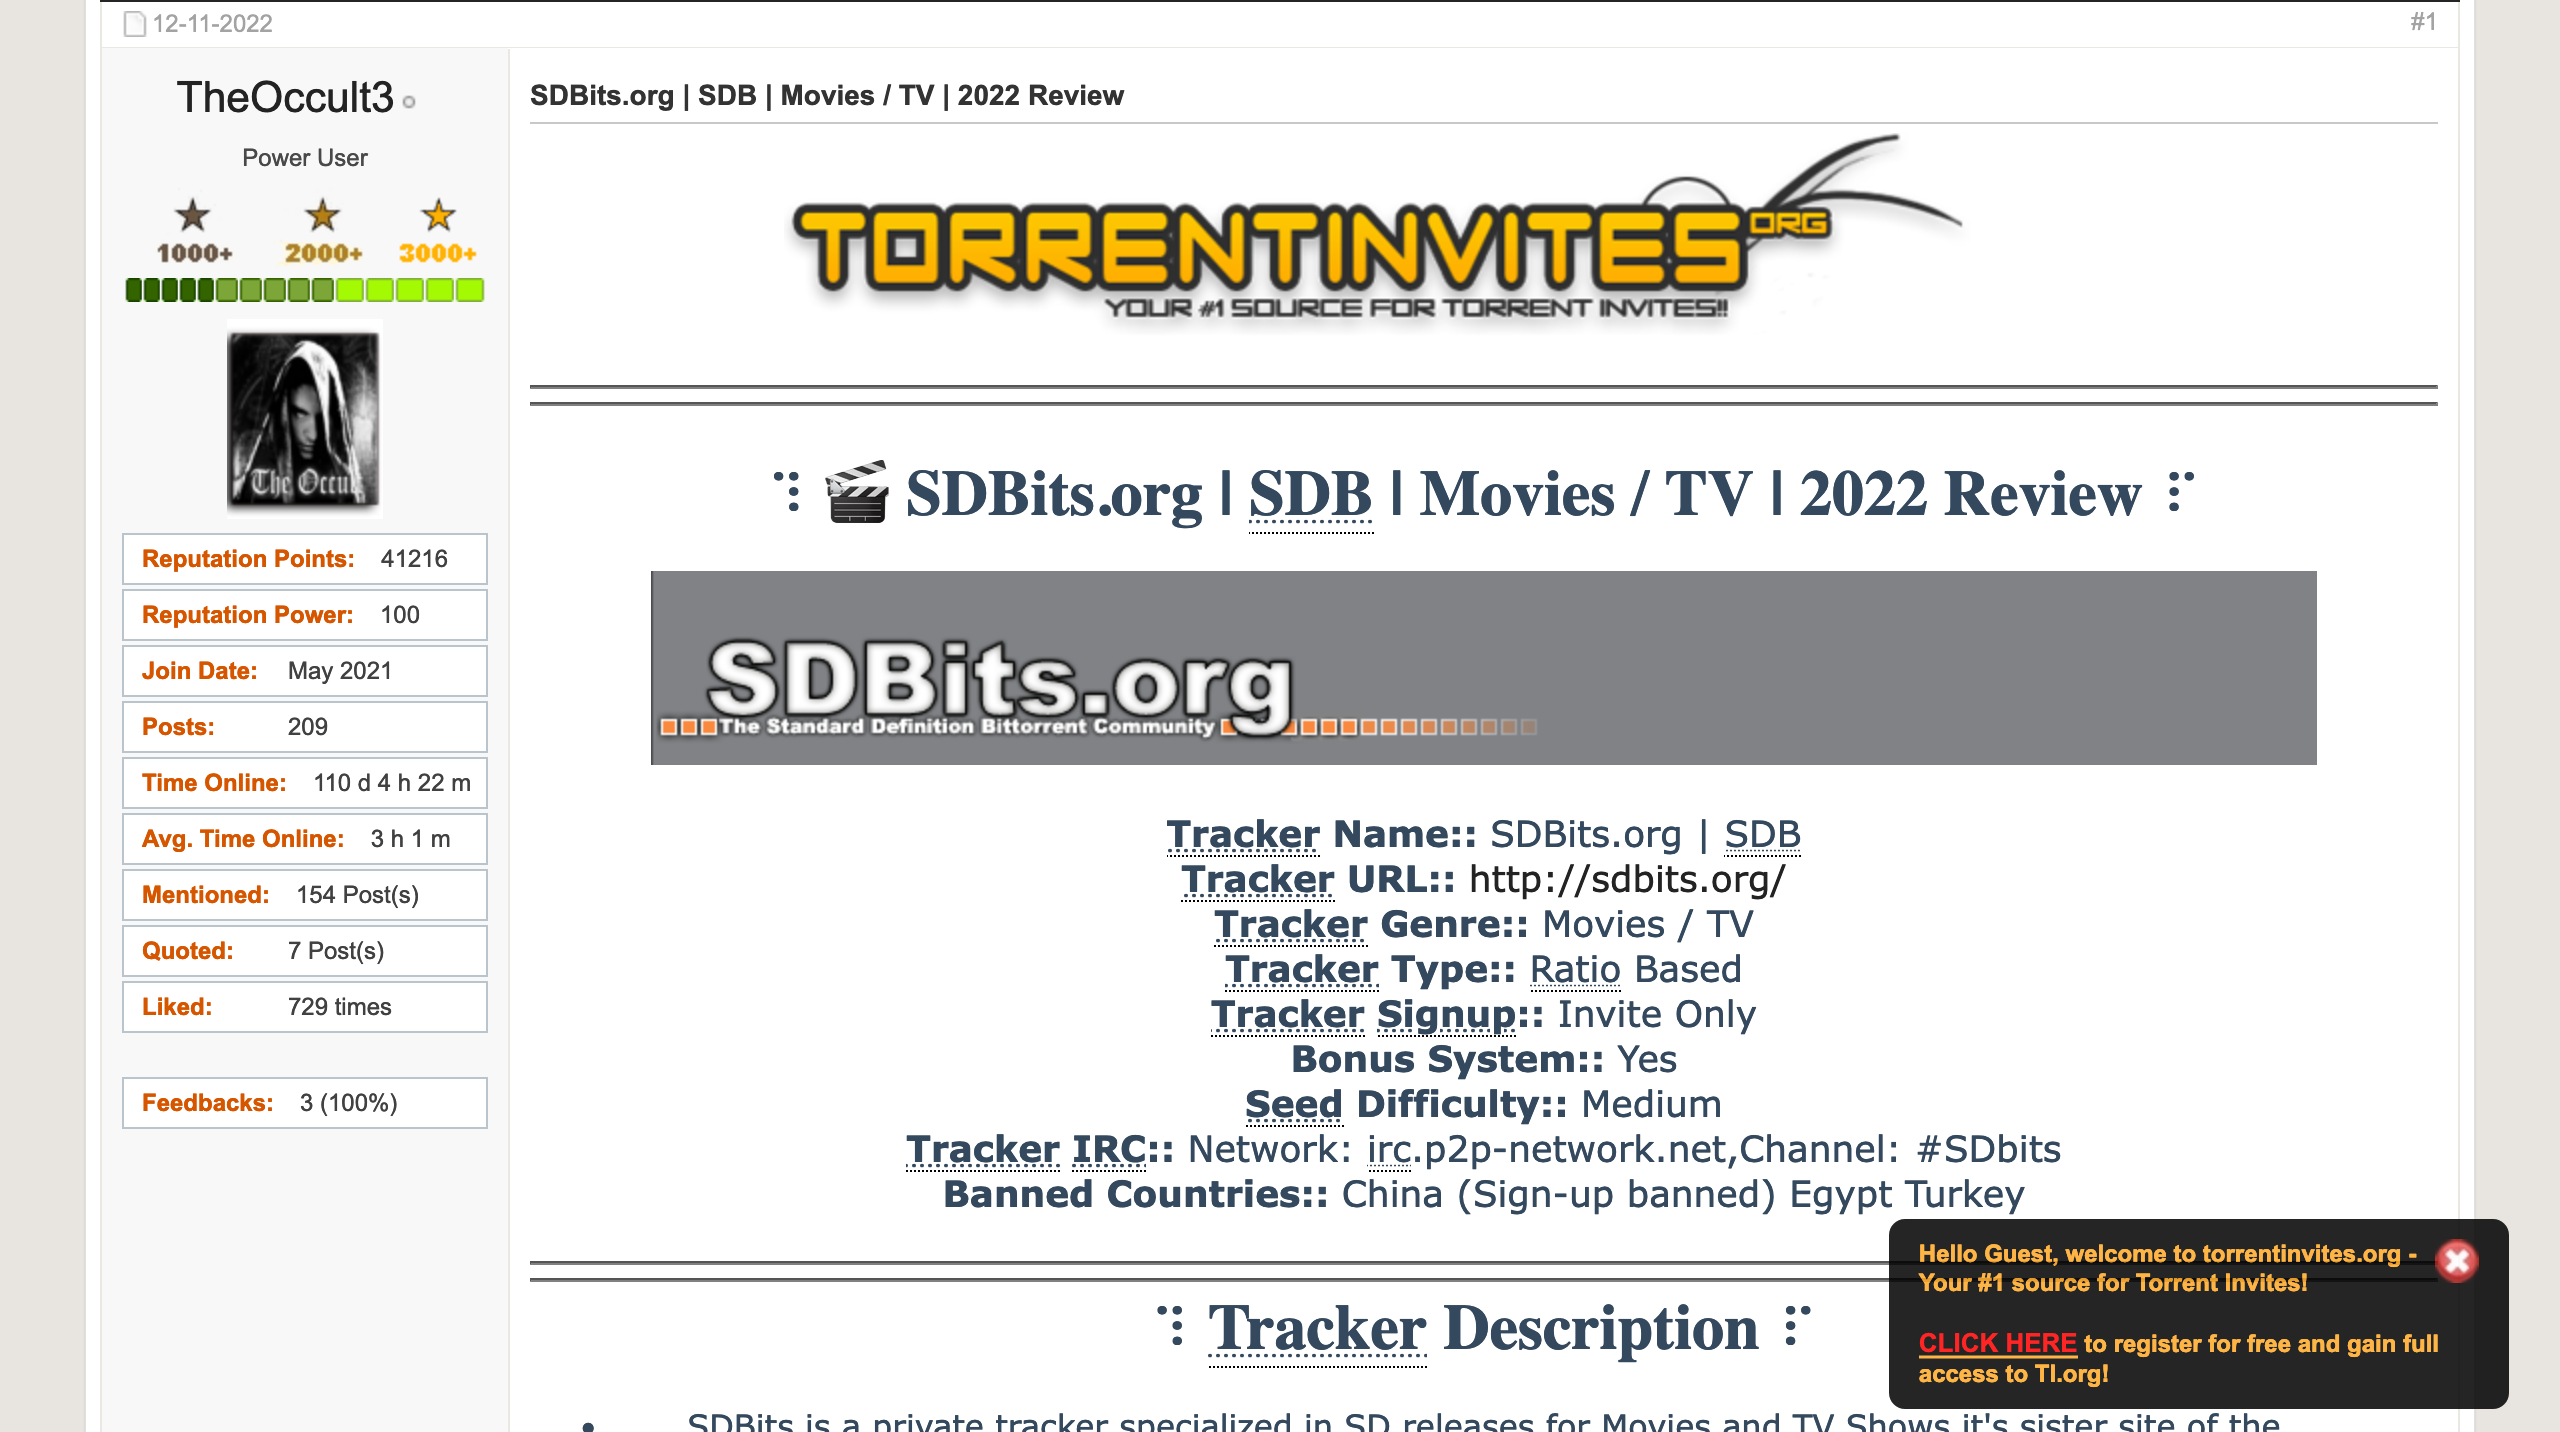 12-11-2022
#1
TheOccult3
Power User
1000+ 2000+ 3000+
The Occu
Reputation Points: 41216
Reputation Power: 100
Join Date: May 2021
Posts: 209
Time Online: 110 d 4 h 22 m
Avg. Time Online: 3 h 1 m
Mentioned: 154 Post(s)
Quoted: 7 Post(s)
Liked: 729 times
Feedbacks: 3 (100%)
SDBits.org | SDB | Movies / TV | 2022 Review
TORRENTINVITES ORG
YOUR #1 SOURCE FOR TORRENT INVITES!!
⠙⠇ 🎬 SDBits.org | SDB | Movies / TV | 2022 Review ⠏
SDBits.org
The Standard Definition Bittorrent Community
Tracker Name:: SDBits.org | SDB
Tracker URL:: http://sdbits.org/
Tracker Genre:: Movies / TV
Tracker Type:: Ratio Based
Tracker Signup:: Invite Only
Bonus System:: Yes
Seed Difficulty:: Medium
Tracker IRC:: Network: irc.p2p-network.net,Channel: #SDbits
Banned Countries:: China (Sign-up banned) Egypt Turkey
Tracker Description
• SDBits is a private tracker specialized in SD releases for Movies and TV Shows it's sister site of the
Hello Guest, welcome to torrentinvites.org -
Your #1 source for Torrent Invites!
CLICK HERE to register for free and gain full
access to TI.org!